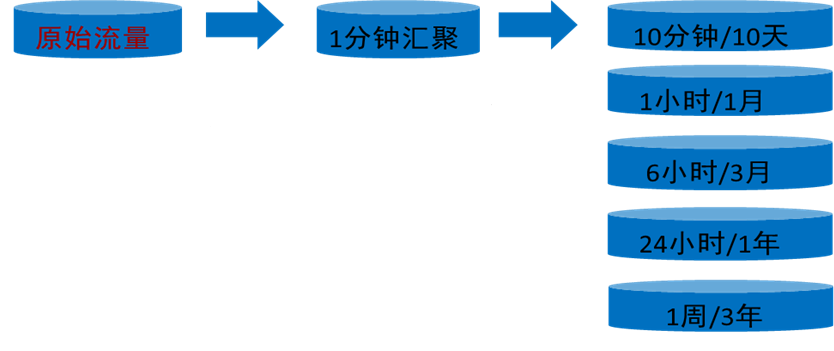 原始流量
1分钟汇聚
10分钟/10天
1小时/1月
6小时/3月
24小时/1年
1周/3年